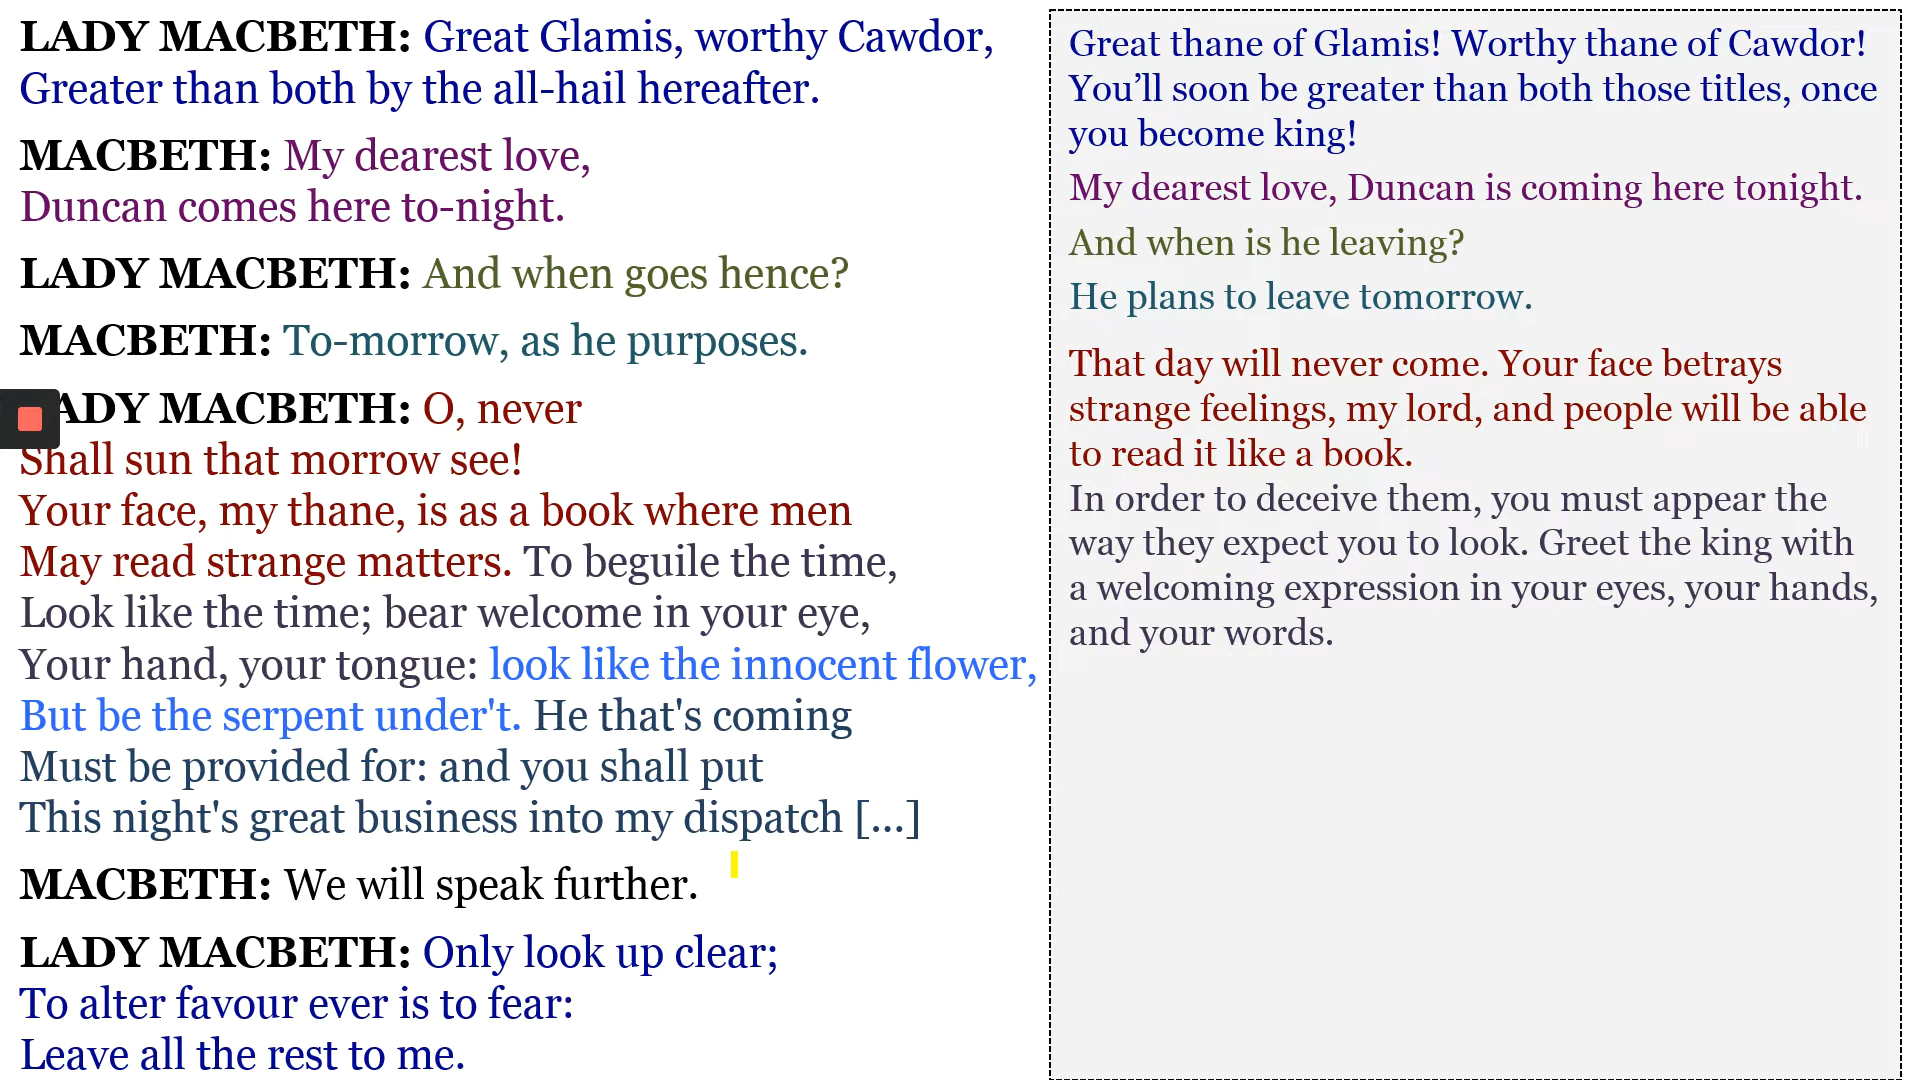 LADY MACBETH: Great Glamis, worthy Cawdor,
Greater than both by the all-hail hereafter.
MACBETH: My dearest love,
Duncan comes here to-night.
LADY MACBETH: And when goes hence?
MACBETH: To-morrow, as he purposes.
LADY MACBETH: O, never
Shall sun that morrow see!
Your face, my thane, is as a book where men
May read strange matters. To beguile the time,
Look like the time; bear welcome in your eye,
Your hand, your tongue: look like the innocent flower,
But be the serpent under't. He that's coming
Must be provided for: and you shall put
This night's great business into my dispatch [...]
MACBETH: We will speak further.
LADY MACBETH: Only look up clear;
To alter favour ever is to fear:
Leave all the rest to me.
Great thane of Glamis! Worthy thane of Cawdor!
You’ll soon be greater than both those titles, once
you become king!
My dearest love, Duncan is coming here tonight.
And when is he leaving?
He plans to leave tomorrow.
That day will never come. Your face betrays
strange feelings, my lord, and people will be able
to read it like a book.
In order to deceive them, you must appear the
way they expect you to look. Greet the king with
a welcoming expression in your eyes, your hands,
and your words.